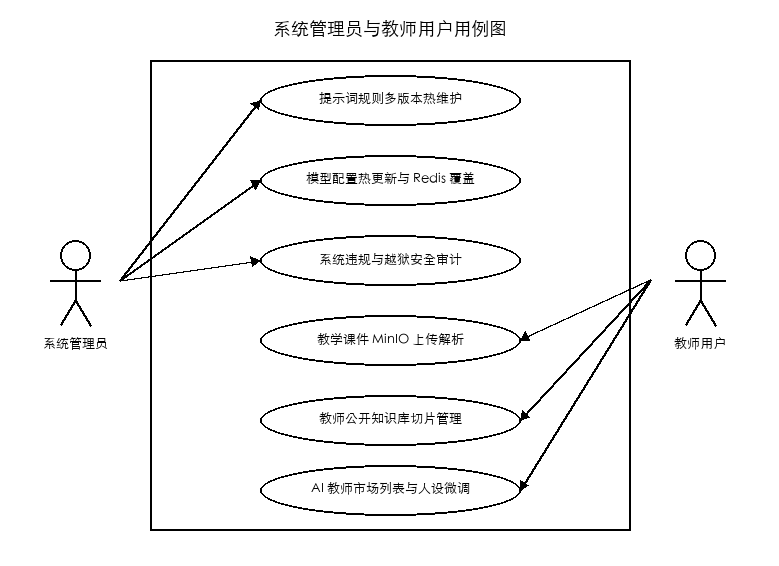 系统管理员与教师用户用例图
提示词规则多版本热维护
模型配置热更新与 Redis 覆盖
系统违规与越狱安全审计
教学课件 MinIO 上传解析
系统管理员
教师用户
教师公开知识库切片管理
AI 教师市场列表与人设微调